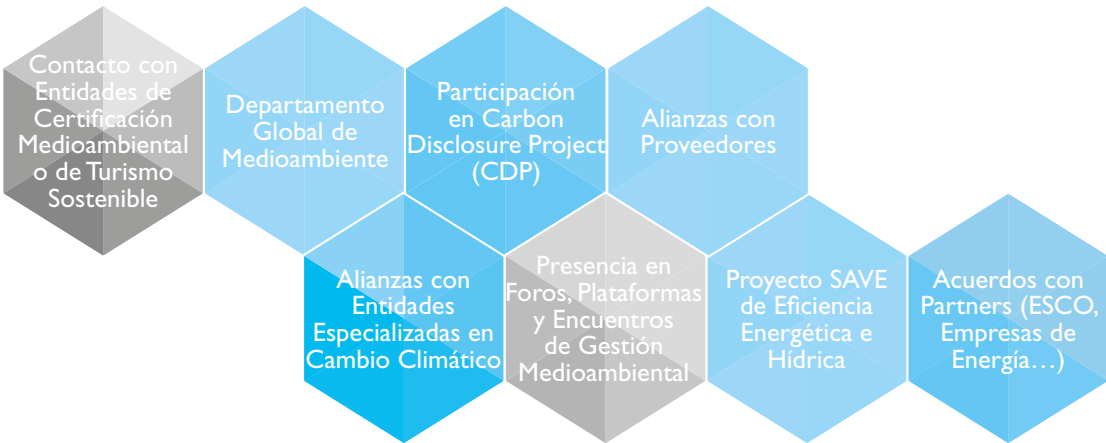 Contacto con
Entidades de
Certificación
Medioambiental
o de Turismo
Sostenible
Departamento
Global de
Medioambiente
Participación
en Carbon
Disclosure Project
(CDP)
Alianzas con
Proveedores
Alianzas con
Entidades
Especializadas en
Cambio Climático
Presencia en
Foros, Plataformas
y Encuentros
de Gestión
Medioambiental
Proyecto SAVE
de Eficiencia
Energética e
Hídrica
Acuerdos con
Partners (ESCO,
Empresas de
Energía…)